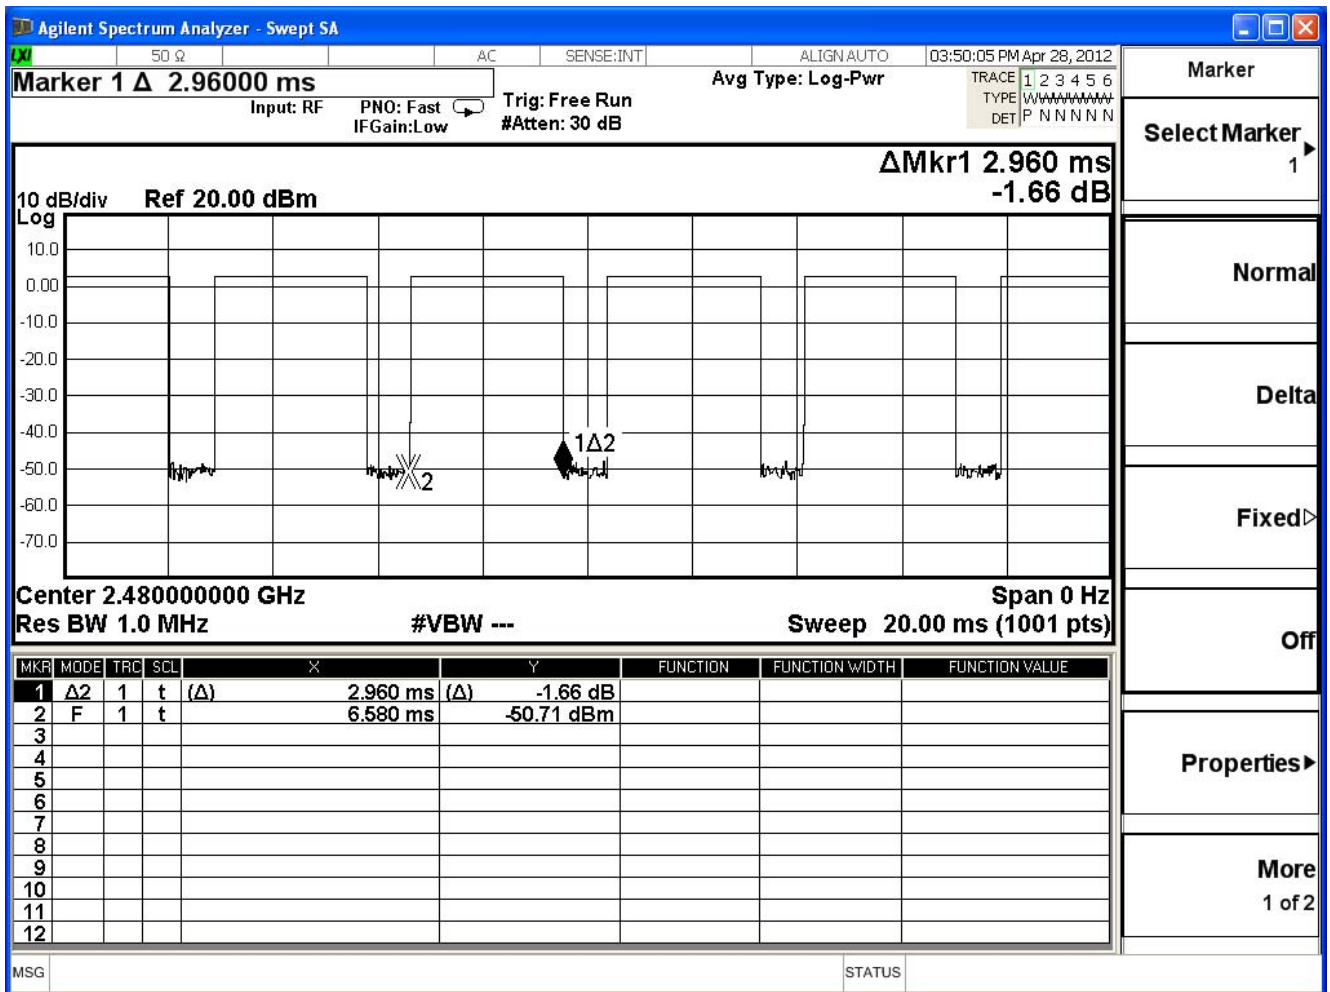 Agilent Spectrum Analyzer - Swept SA
LXI 50 Ω AC SENSE:INT ALIGN AUTO 03:50:05 PM Apr 28, 2012
Marker 1 Δ 2.96000 ms
Input: RF PNO: Fast IFGain:Low
Trig: Free Run
#Atten: 30 dB
Avg Type: Log-Pwr
TRACE 1 2 3 4 5 6
TYPE WWWWWW
DET P N N N N N
ΔMkr1 2.960 ms
-1.66 dB
10 dB/div Ref 20.00 dBm
Log
10.0
0.00
-10.0
-20.0
-30.0
-40.0
-50.0
-60.0
-70.0
1Δ2
2
Center 2.480000000 GHz Span 0 Hz
Res BW 1.0 MHz #VBW --- Sweep 20.00 ms (1001 pts)
MKR MODE TRC SCL X Y FUNCTION FUNCTION WIDTH FUNCTION VALUE
1 Δ2 1 t (Δ) 2.960 ms (Δ) -1.66 dB
2 F 1 t 6.580 ms -50.71 dBm
3
4
5
6
7
8
9
10
11
12
MSG STATUS
Marker
Select Marker
1
Normal
Delta
Fixed
Off
Properties
More
1 of 2